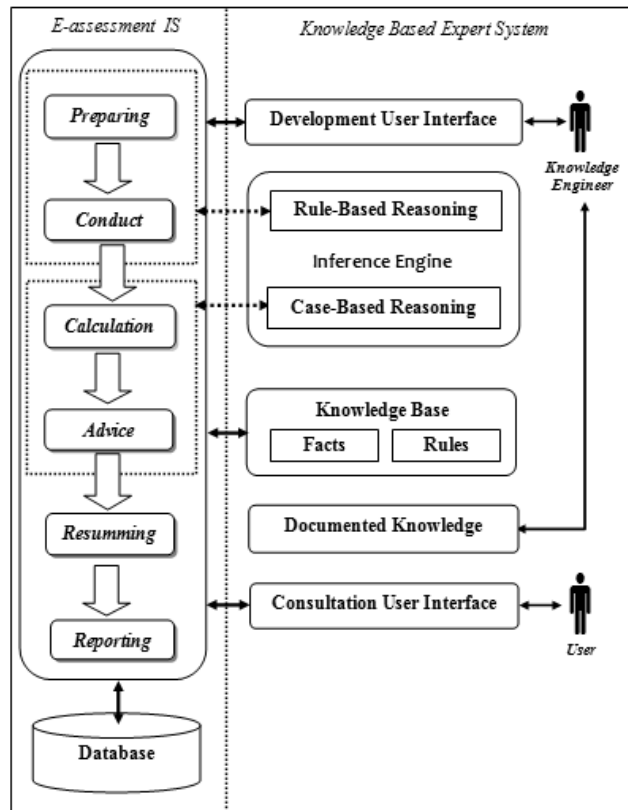 E-assessment IS
Knowledge Based Expert System
Preparing
Conduct
Calculation
Advice
Resumming
Reporting
Database
Development User Interface
Knowledge
Engineer
Rule-Based Reasoning
Inference Engine
Case-Based Reasoning
Knowledge Base
Facts
Rules
Documented Knowledge
Consultation User Interface
User